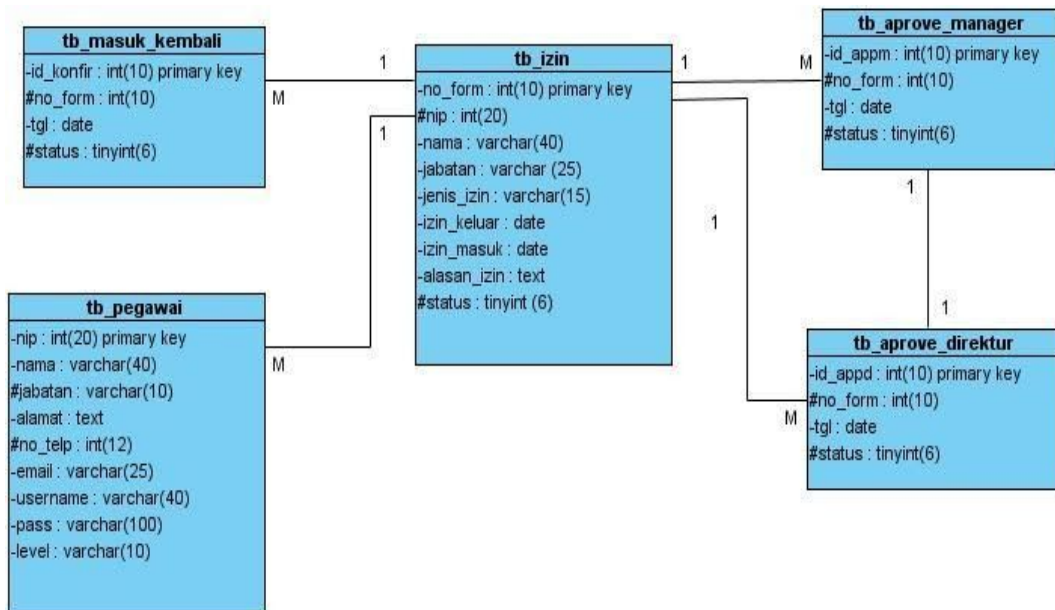 tb_masuk_kembali
-id_konfir : int(10) primary key
#no_form : int(10)
-tgl : date
#status : tinyint(6)
1
M
1
tb_izin
-no_form : int(10) primary key
#nip : int(20)
-nama : varchar(40)
-jabatan : varchar (25)
-jenis_izin : varchar(15)
-izin_keluar : date
-izin_masuk : date
-alasan_izin : text
#status : tinyint (6)
1
M
1
tb_aprove_manager
-id_appm : int(10) primary key
#no_form : int(10)
-tgl : date
#status : tinyint(6)
1
1
tb_pegawai
-nip : int(20) primary key
-nama : varchar(40)
#jabatan : varchar(10)
-alamat : text
#no_telp : int(12)
-email : varchar(25)
-username : varchar(40)
-pass : varchar(100)
-level : varchar(10)
M
tb_aprove_direktur
-id_appd : int(10) primary key
#no_form : int(10)
-tgl : date
#status : tinyint(6)
M